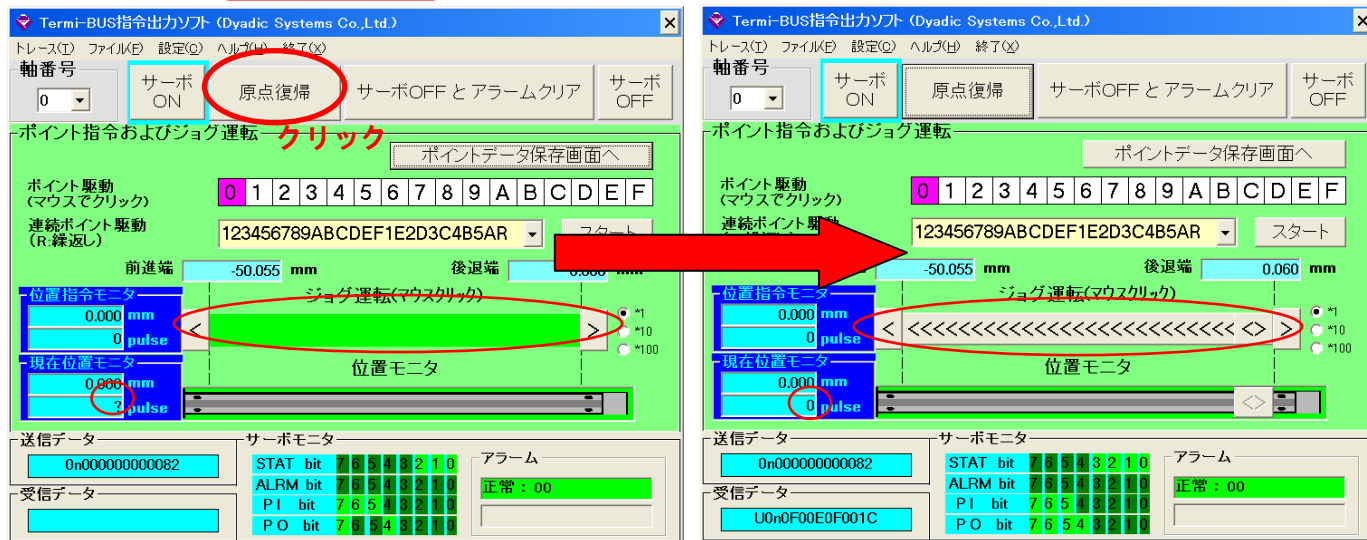 Termi-BUS指令出力ソフト (Dyadic Systems Co.,Ltd.)
トレース(T) ファイル(F) 設定(C) ヘルプ(H) 終了(X)
軸番号
0
サーボ
ON
原点復帰
サーボOFF と アラームクリア
サーボ
OFF
クリック
ポイント指令およびジョグ運転
ポイントデータ保存画面へ
ポイント駆動
(マウスでクリック)
0 1 2 3 4 5 6 7 8 9 A B C D E F
連続ポイント駆動
(R:繰返し)
123456789ABCDEF1E2D3C4B5AR
スタート
前進端 -50.055 mm 後退端 mm
位置指令モニタ
0.000 mm
0 pulse
ジョグ運転(マウスクリック)
< >
*1
*10
*100
現在位置モニタ
0.000 mm
? pulse
位置モニタ
送信データ
0n000000000082
受信データ
サーボモニタ
STAT bit 7 6 5 4 3 2 1 0
ALRM bit 7 6 5 4 3 2 1 0
P I bit 7 6 5 4 3 2 1 0
P O bit 7 6 5 4 3 2 1 0
アラーム
正常 : 00
Termi-BUS指令出力ソフト (Dyadic Systems Co.,Ltd.)
トレース(T) ファイル(F) 設定(C) ヘルプ(H) 終了(X)
軸番号
0
サーボ
ON
原点復帰
サーボOFF と アラームクリア
サーボ
OFF
ポイント指令およびジョグ運転
ポイントデータ保存画面へ
ポイント駆動
(マウスでクリック)
0 1 2 3 4 5 6 7 8 9 A B C D E F
連続ポイント駆動
123456789ABCDEF1E2D3C4B5AR
スタート
-50.055 mm 後退端 0.060 mm
位置指令モニタ
0.000 mm
0 pulse
ジョグ運転(マウスクリック)
< <<<<<<<<<<<<<<<<<<<<<<<<<< <> >
*1
*10
*100
現在位置モニタ
0.000 mm
0 pulse
位置モニタ
<>
送信データ
0n000000000082
受信データ
U0n0F00E0F001C
サーボモニタ
STAT bit 7 6 5 4 3 2 1 0
ALRM bit 7 6 5 4 3 2 1 0
P I bit 7 6 5 4 3 2 1 0
P O bit 7 6 5 4 3 2 1 0
アラーム
正常 : 00